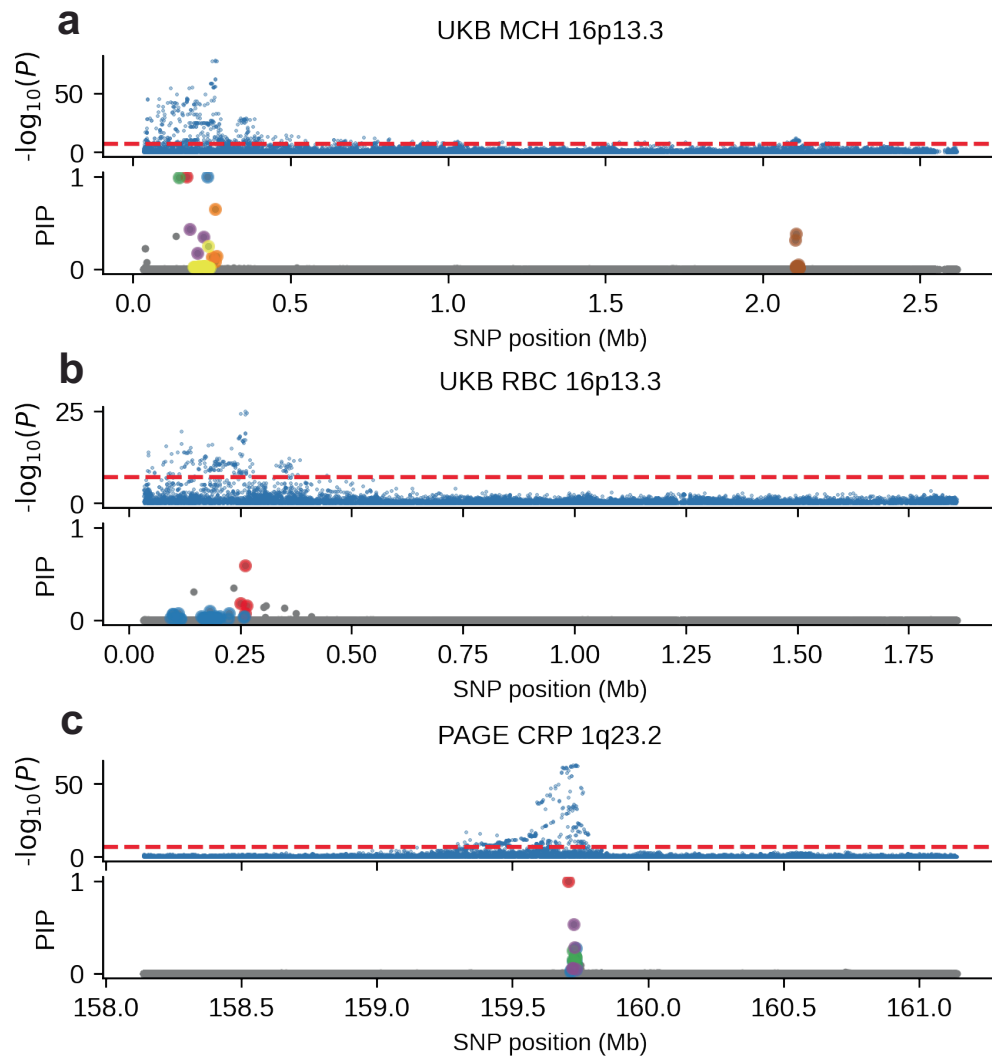 a
UKB MCH 16p13.3
-log10(P)
50
0
PIP
1
0
0.0 0.5 1.0 1.5 2.0 2.5
SNP position (Mb)
b
UKB RBC 16p13.3
-log10(P)
25
0
PIP
1
0
0.00 0.25 0.50 0.75 1.00 1.25 1.50 1.75
SNP position (Mb)
c
PAGE CRP 1q23.2
-log10(P)
50
0
PIP
1
0
158.0 158.5 159.0 159.5 160.0 160.5 161.0
SNP position (Mb)